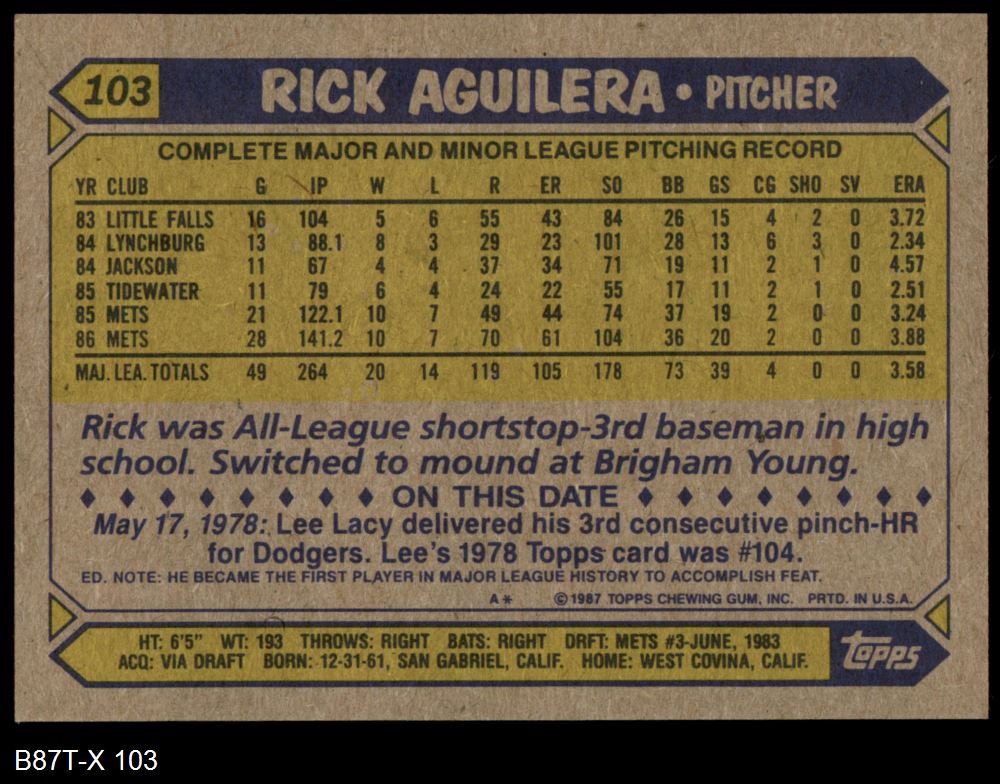 103 RICK AGUILERA • PITCHER
COMPLETE MAJOR AND MINOR LEAGUE PITCHING RECORD
YR CLUB G IP W L R ER SO BB GS CG SHO SV ERA
83 LITTLE FALLS 16 104 5 6 55 43 84 26 15 4 2 0 3.72
84 LYNCHBURG 13 88.1 8 3 29 23 101 28 13 6 3 0 2.34
84 JACKSON 11 67 4 4 37 34 71 19 11 2 1 0 4.57
85 TIDEWATER 11 79 6 4 24 22 55 17 11 2 1 0 2.51
85 METS 21 122.1 10 7 49 44 74 37 19 2 0 0 3.24
86 METS 28 141.2 10 7 70 61 104 36 20 2 0 0 3.88
MAJ. LEA. TOTALS 49 264 20 14 119 105 178 73 39 4 0 0 3.58
Rick was All-League shortstop-3rd baseman in high
school. Switched to mound at Brigham Young.
♦ ♦ ♦ ♦ ♦ ♦ ♦ ♦ ON THIS DATE ♦ ♦ ♦ ♦ ♦ ♦ ♦ ♦
May 17, 1978: Lee Lacy delivered his 3rd consecutive pinch-HR
for Dodgers. Lee's 1978 Topps card was #104.
ED. NOTE: HE BECAME THE FIRST PLAYER IN MAJOR LEAGUE HISTORY TO ACCOMPLISH FEAT.
A* © 1987 TOPPS CHEWING GUM, INC. PRTD. IN U.S.A.
HT: 6'5" WT: 193 THROWS: RIGHT BATS: RIGHT DRFT: METS #3-JUNE, 1983
ACQ: VIA DRAFT BORN: 12-31-61, SAN GABRIEL, CALIF. HOME: WEST COVINA, CALIF.
topps
B87T-X 103